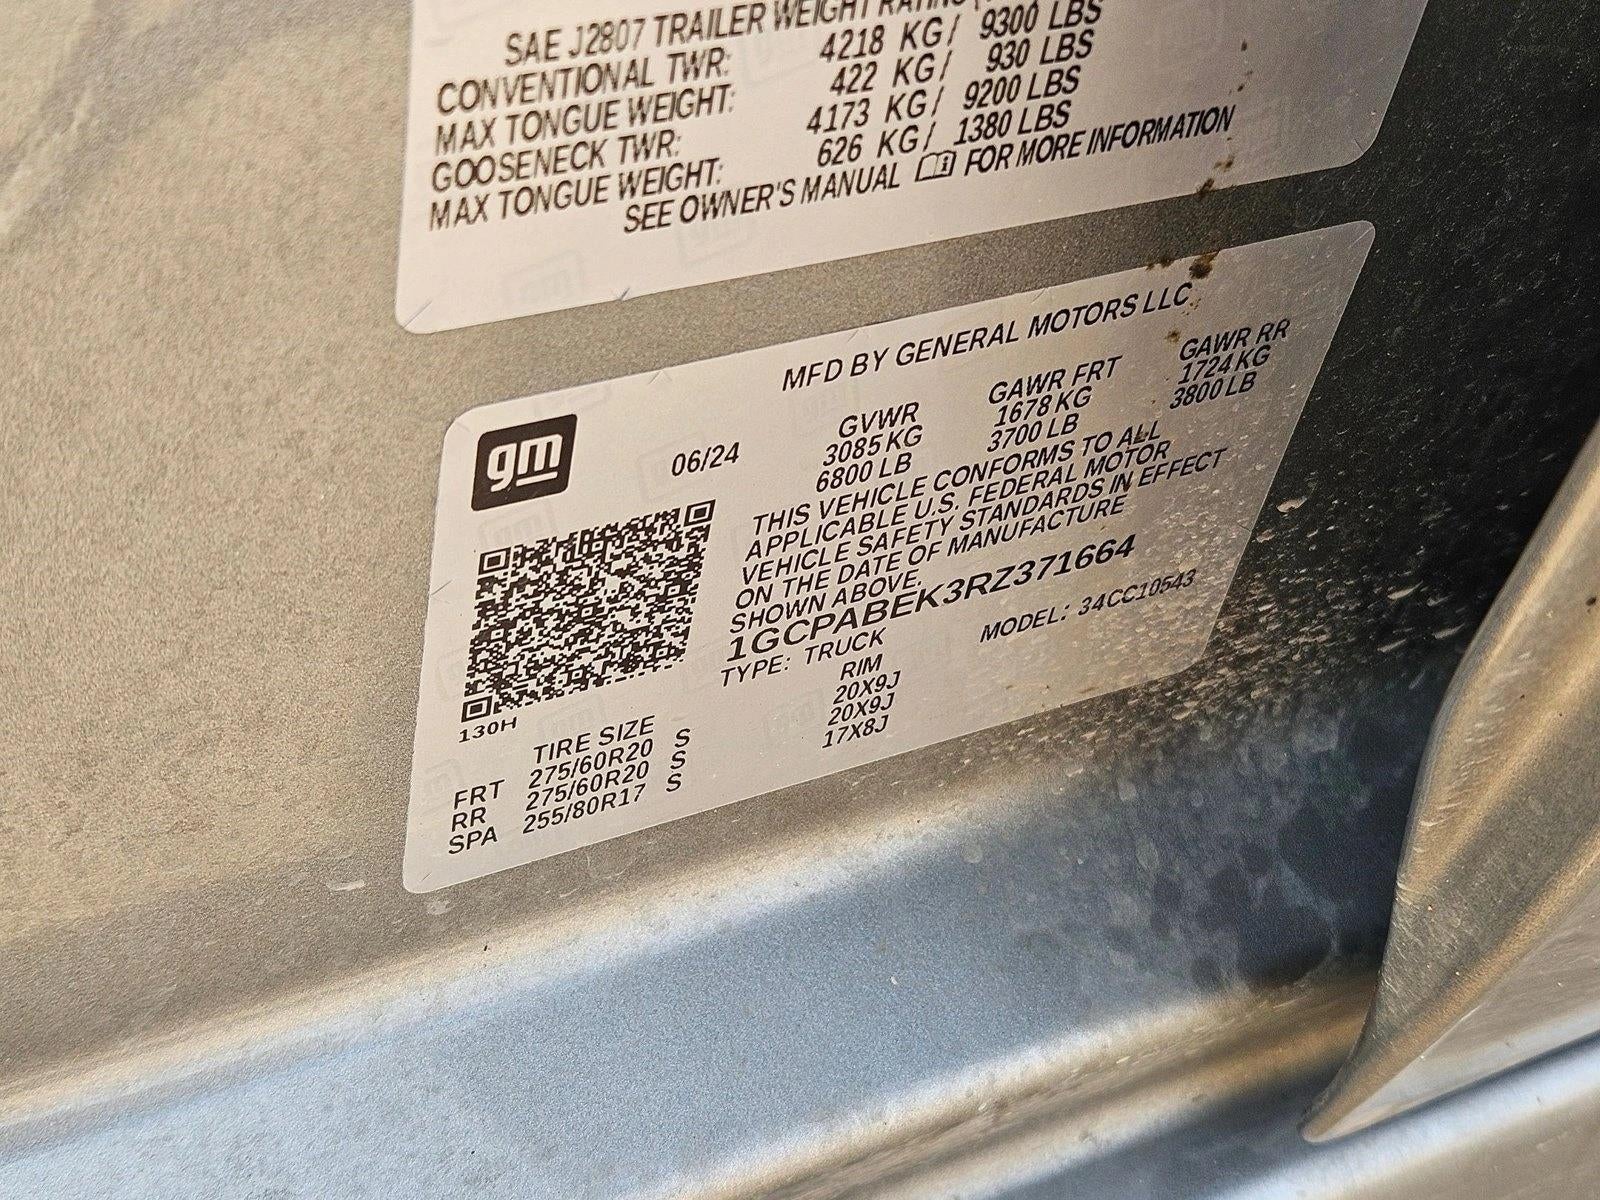 SAE J2807 TRAILER WEIGHT RATING
CONVENTIONAL TWR: 4218 KG/ 9300 LBS
MAX TONGUE WEIGHT: 422 KG/ 930 LBS
GOOSENECK TWR: 4173 KG/ 9200 LBS
MAX TONGUE WEIGHT: 626 KG/ 1380 LBS
SEE OWNER'S MANUAL FOR MORE INFORMATION
MFD BY GENERAL MOTORS LLC
gm
06/24
GVWR GAWR FRT GAWR RR
3085 KG 1678 KG 1724 KG
6800 LB 3700 LB 3800 LB
THIS VEHICLE CONFORMS TO ALL
APPLICABLE U.S. FEDERAL MOTOR
VEHICLE SAFETY STANDARDS IN EFFECT
ON THE DATE OF MANUFACTURE
SHOWN ABOVE.
1GCPABEK3RZ371664
TYPE: TRUCK MODEL: 34CC10543
130H
TIRE SIZE RIM
FRT 275/60R20 S 20X9J
RR 275/60R20 S 20X9J
SPA 255/80R17 S 17X8J